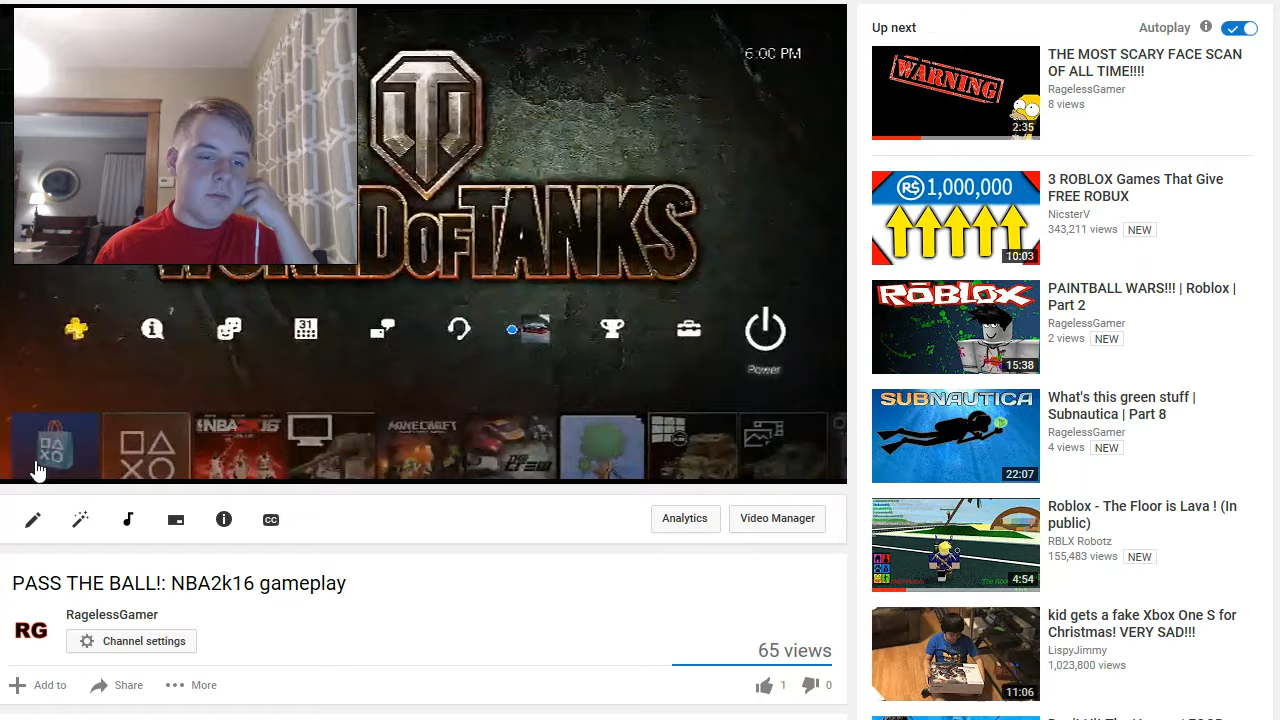 6:00 PM
WORLD OF TANKS
?
31
Power
NBA 2K16
MINECRAFT
THE CREW
Analytics
Video Manager
CC
PASS THE BALL!: NBA2k16 gameplay
RG
RagelessGamer
Channel settings
65 views
Add to
Share
More
1
0
Up next
Autoplay
WARNING
2:35
THE MOST SCARY FACE SCAN
OF ALL TIME!!!!
RagelessGamer
8 views
R$ 1,000,000
10:03
3 ROBLOX Games That Give
FREE ROBUX
NicsterV
343,211 views
NEW
ROBLOX
15:38
PAINTBALL WARS!!! | Roblox |
Part 2
RagelessGamer
2 views
NEW
SUBNAUTICA
22:07
What's this green stuff |
Subnautica | Part 8
RagelessGamer
4 views
NEW
4:54
Roblox - The Floor is Lava ! (In
public)
RBLX Robotz
155,483 views
NEW
11:06
kid gets a fake Xbox One S for
Christmas! VERY SAD!!!
LispyJimmy
1,023,800 views